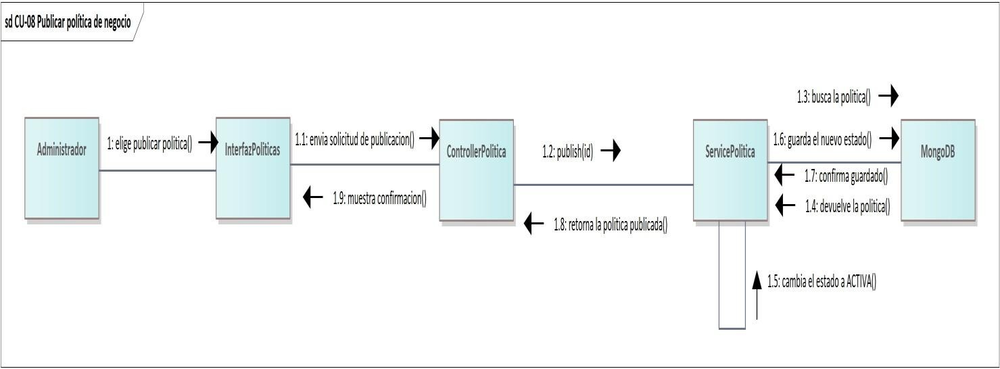 sd CU-08 Publicar política de negocio
1.3: busca la politica()
Administrador
1: elige publicar politica()
InterfazPoliticas
1.1: envia solicitud de publicacion()
ControllerPolitica
1.2: publish(id)
ServicePolitica
1.6: guarda el nuevo estado()
MongoDB
1.7: confirma guardado()
1.9: muestra confirmacion()
1.4: devuelve la politica()
1.8: retorna la politica publicada()
1.5: cambia el estado a ACTIVA()